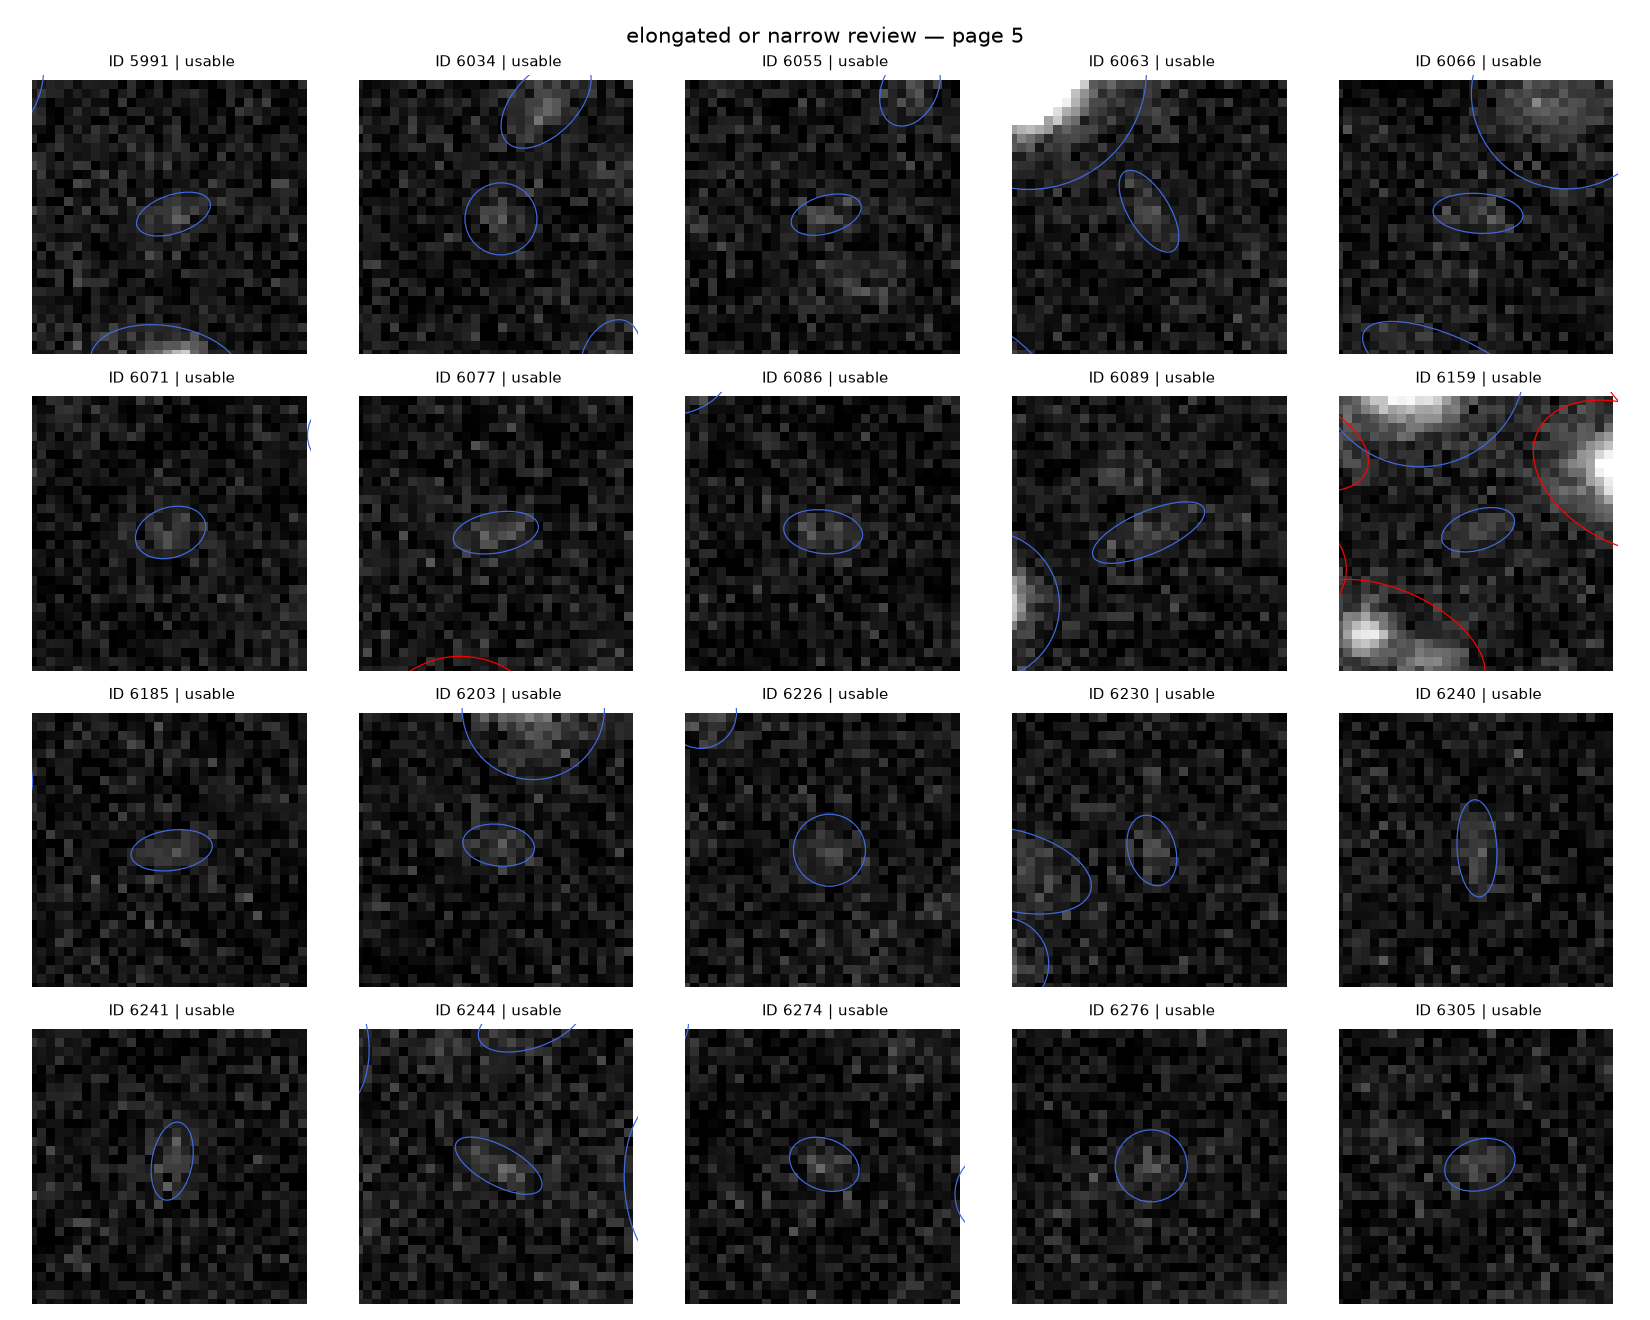 elongated or narrow review — page 5
ID 5991 | usable
ID 6034 | usable
ID 6055 | usable
ID 6063 | usable
ID 6066 | usable
ID 6071 | usable
ID 6077 | usable
ID 6086 | usable
ID 6089 | usable
ID 6159 | usable
ID 6185 | usable
ID 6203 | usable
ID 6226 | usable
ID 6230 | usable
ID 6240 | usable
ID 6241 | usable
ID 6244 | usable
ID 6274 | usable
ID 6276 | usable
ID 6305 | usable